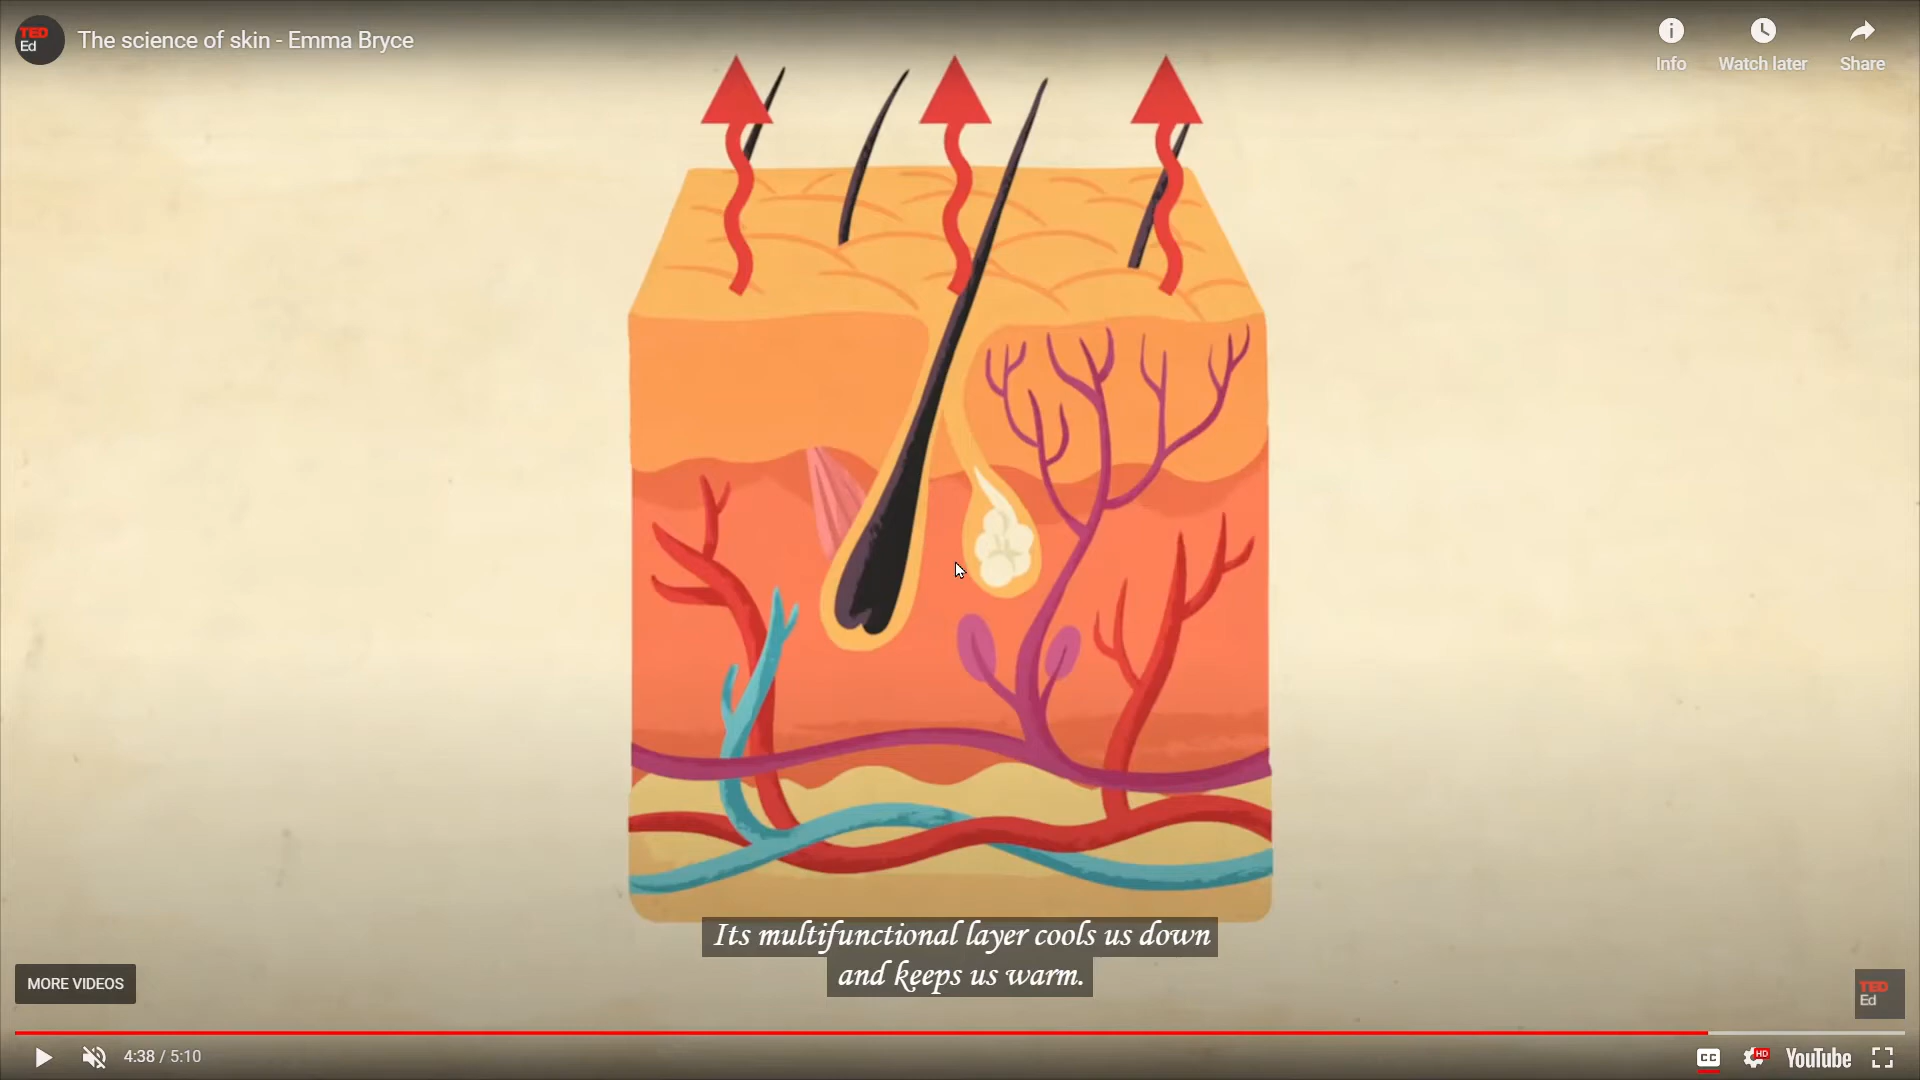 TED
Ed
The science of skin - Emma Bryce
Info
Watch later
Share
Its multifunctional layer cools us down
and keeps us warm.
MORE VIDEOS
TED
Ed
4:38 / 5:10
CC
HD
YouTube